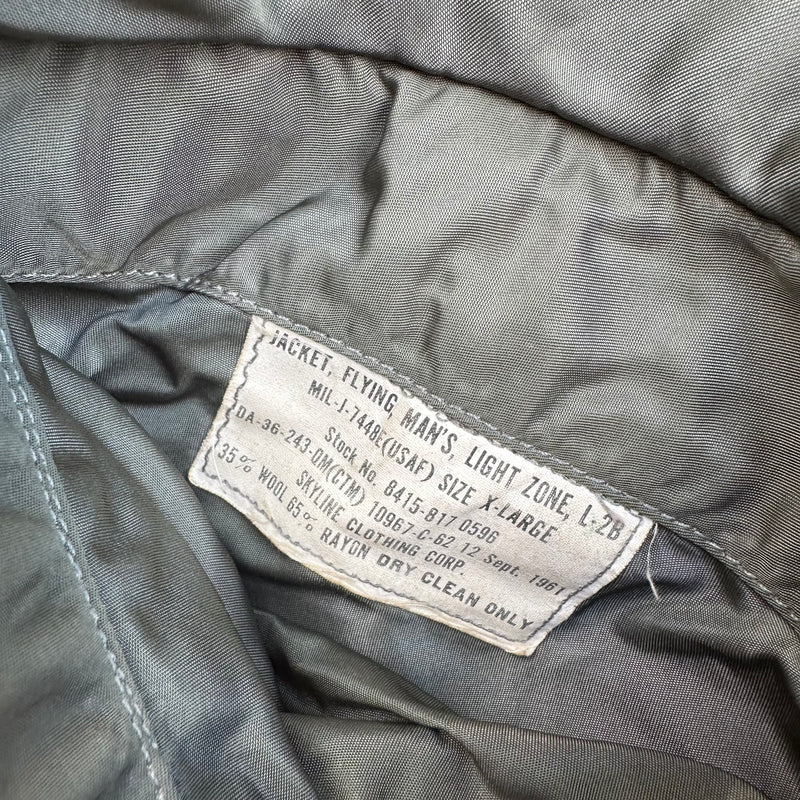 JACKET, FLYING, MAN'S, LIGHT ZONE, L-2B
MIL-J-7448E(USAF) SIZE X-LARGE
Stock No. 8415-817 0596
DA-36-243-QM(CTM) 10967-C-62 12 Sept. 1961
SKYLINE CLOTHING CORP.
35% WOOL 65% RAYON DRY CLEAN ONLY